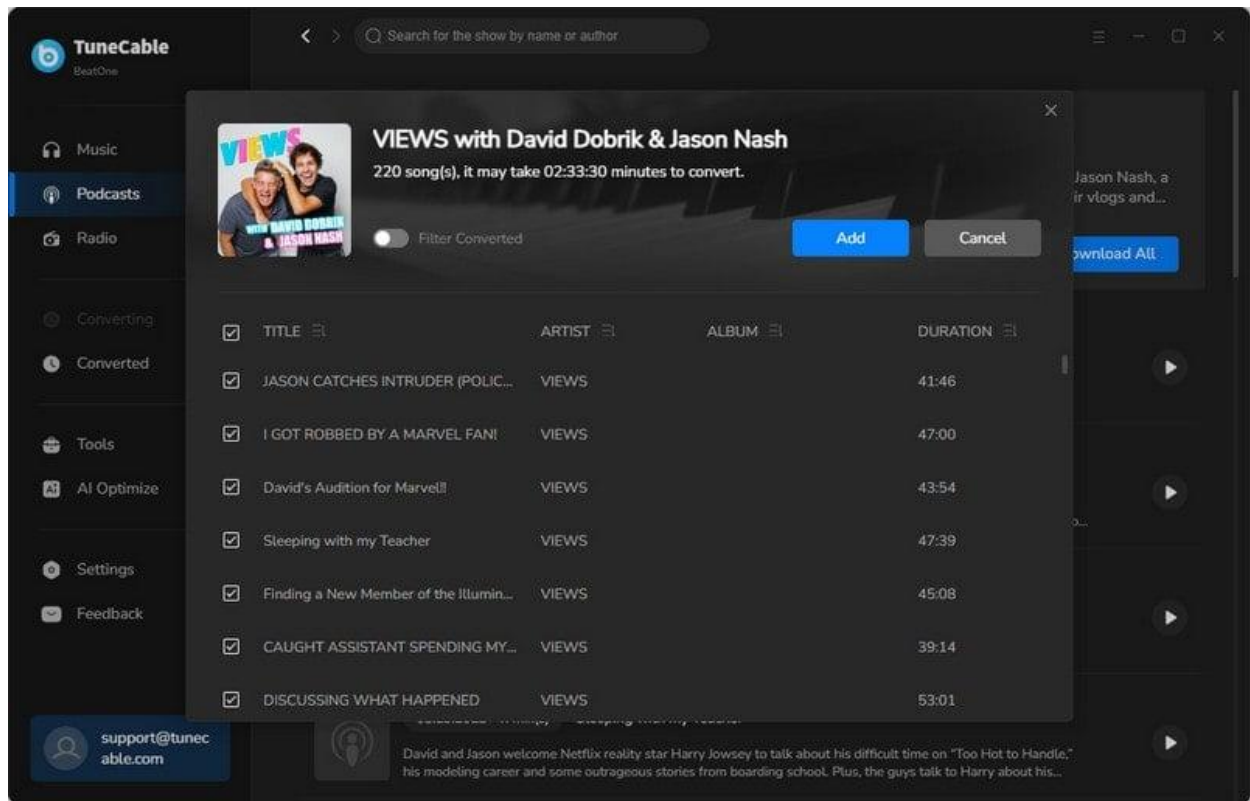 TuneCable
BeatOne
Search for the show by name or author
Music
Podcasts
Radio
Converting
Converted
Tools
AI Optimize
Settings
Feedback
support@tunec
able.com
VIEWS
WITH DAVID DOBRIK
& JASON NASH
VIEWS with David Dobrik & Jason Nash
220 song(s), it may take 02:33:30 minutes to convert.
Filter Converted
Add
Cancel
Jason Nash, a
ir vlogs and...
ownload All
TITLE ARTIST ALBUM DURATION
JASON CATCHES INTRUDER (POLIC... VIEWS 41:46
I GOT ROBBED BY A MARVEL FAN! VIEWS 47:00
David's Audition for Marvel!! VIEWS 43:54
Sleeping with my Teacher VIEWS 47:39
Finding a New Member of the Illumin... VIEWS 45:08
CAUGHT ASSISTANT SPENDING MY... VIEWS 39:14
DISCUSSING WHAT HAPPENED VIEWS 53:01
David and Jason welcome Netflix reality star Harry Jowsey to talk about his difficult time on "Too Hot to Handle,"
his modeling career and some outrageous stories from boarding school. Plus, the guys talk to Harry about his...